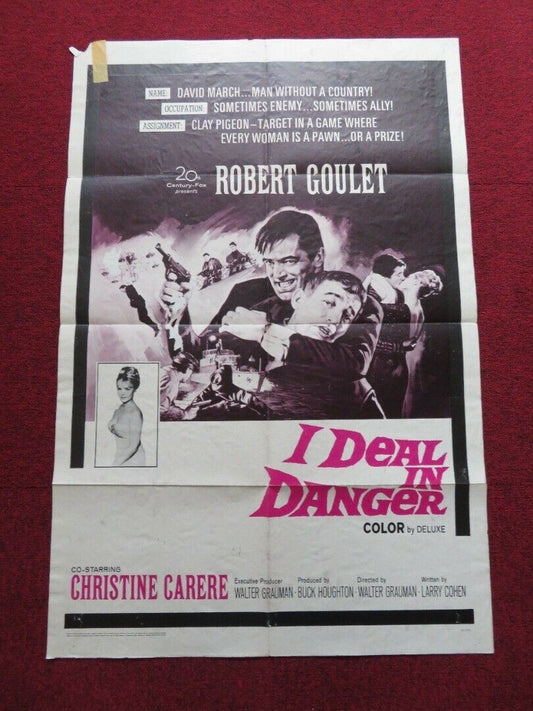 NAME: DAVID MARCH...MAN WITHOUT A COUNTRY!
OCCUPATION: SOMETIMES ENEMY...SOMETIMES ALLY!
ASSIGNMENT: CLAY PIGEON—TARGET IN A GAME WHERE
EVERY WOMAN IS A PAWN...OR A PRIZE!
20th
Century-Fox
presents
ROBERT GOULET
I DEAL
IN
DANGER
COLOR by DELUXE
CO-STARRING
CHRISTINE CARERE
Executive Producer
WALTER GRAUMAN ·
Produced by
BUCK HOUGHTON ·
Directed by
WALTER GRAUMAN ·
Written by
LARRY COHEN